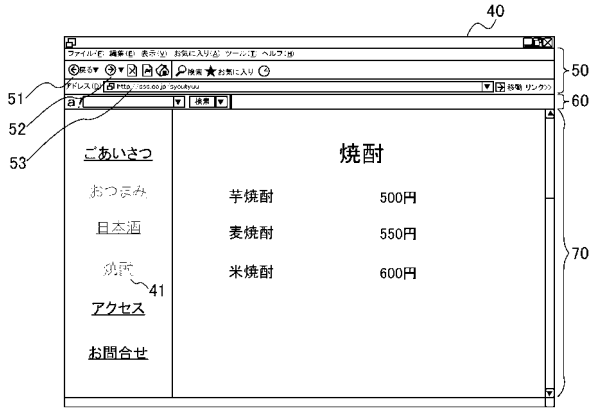 40
ファイル(F) 編集(E) 表示(V) お気に入り(A) ツール(T) ヘルプ(H)
戻る 検索 お気に入り
50
51
アドレス(D) 移動 リンク>>
a 検索
60
52
53
ごあいさつ
焼酎
おつまみ
芋焼酎 500円
日本酒
麦焼酎 550円
70
焼酎
米焼酎 600円
41
アクセス
お問合せ